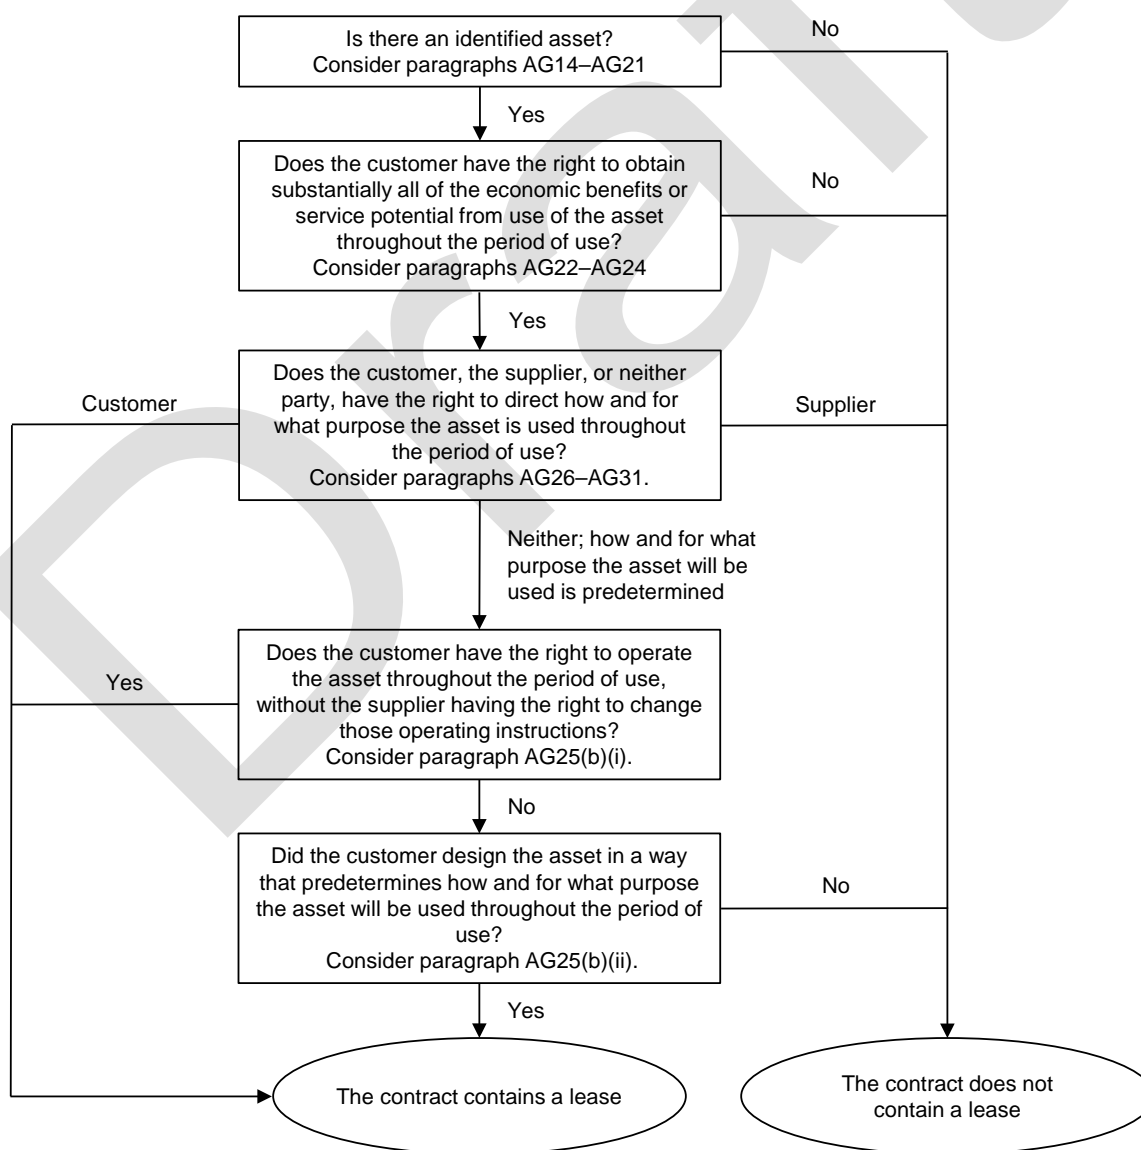 Is there an identified asset?
Consider paragraphs AG14–AG21
No
Yes
Does the customer have the right to obtain
substantially all of the economic benefits or
service potential from use of the asset
throughout the period of use?
Consider paragraphs AG22–AG24
No
Yes
Does the customer, the supplier, or neither
party, have the right to direct how and for
what purpose the asset is used throughout
the period of use?
Consider paragraphs AG26–AG31.
Customer
Supplier
Neither; how and for what
purpose the asset will be
used is predetermined
Does the customer have the right to operate
the asset throughout the period of use,
without the supplier having the right to change
those operating instructions?
Consider paragraph AG25(b)(i).
Yes
No
Did the customer design the asset in a way
that predetermines how and for what purpose
the asset will be used throughout the period of
use?
Consider paragraph AG25(b)(ii).
No
Yes
The contract contains a lease
The contract does not
contain a lease
Draft